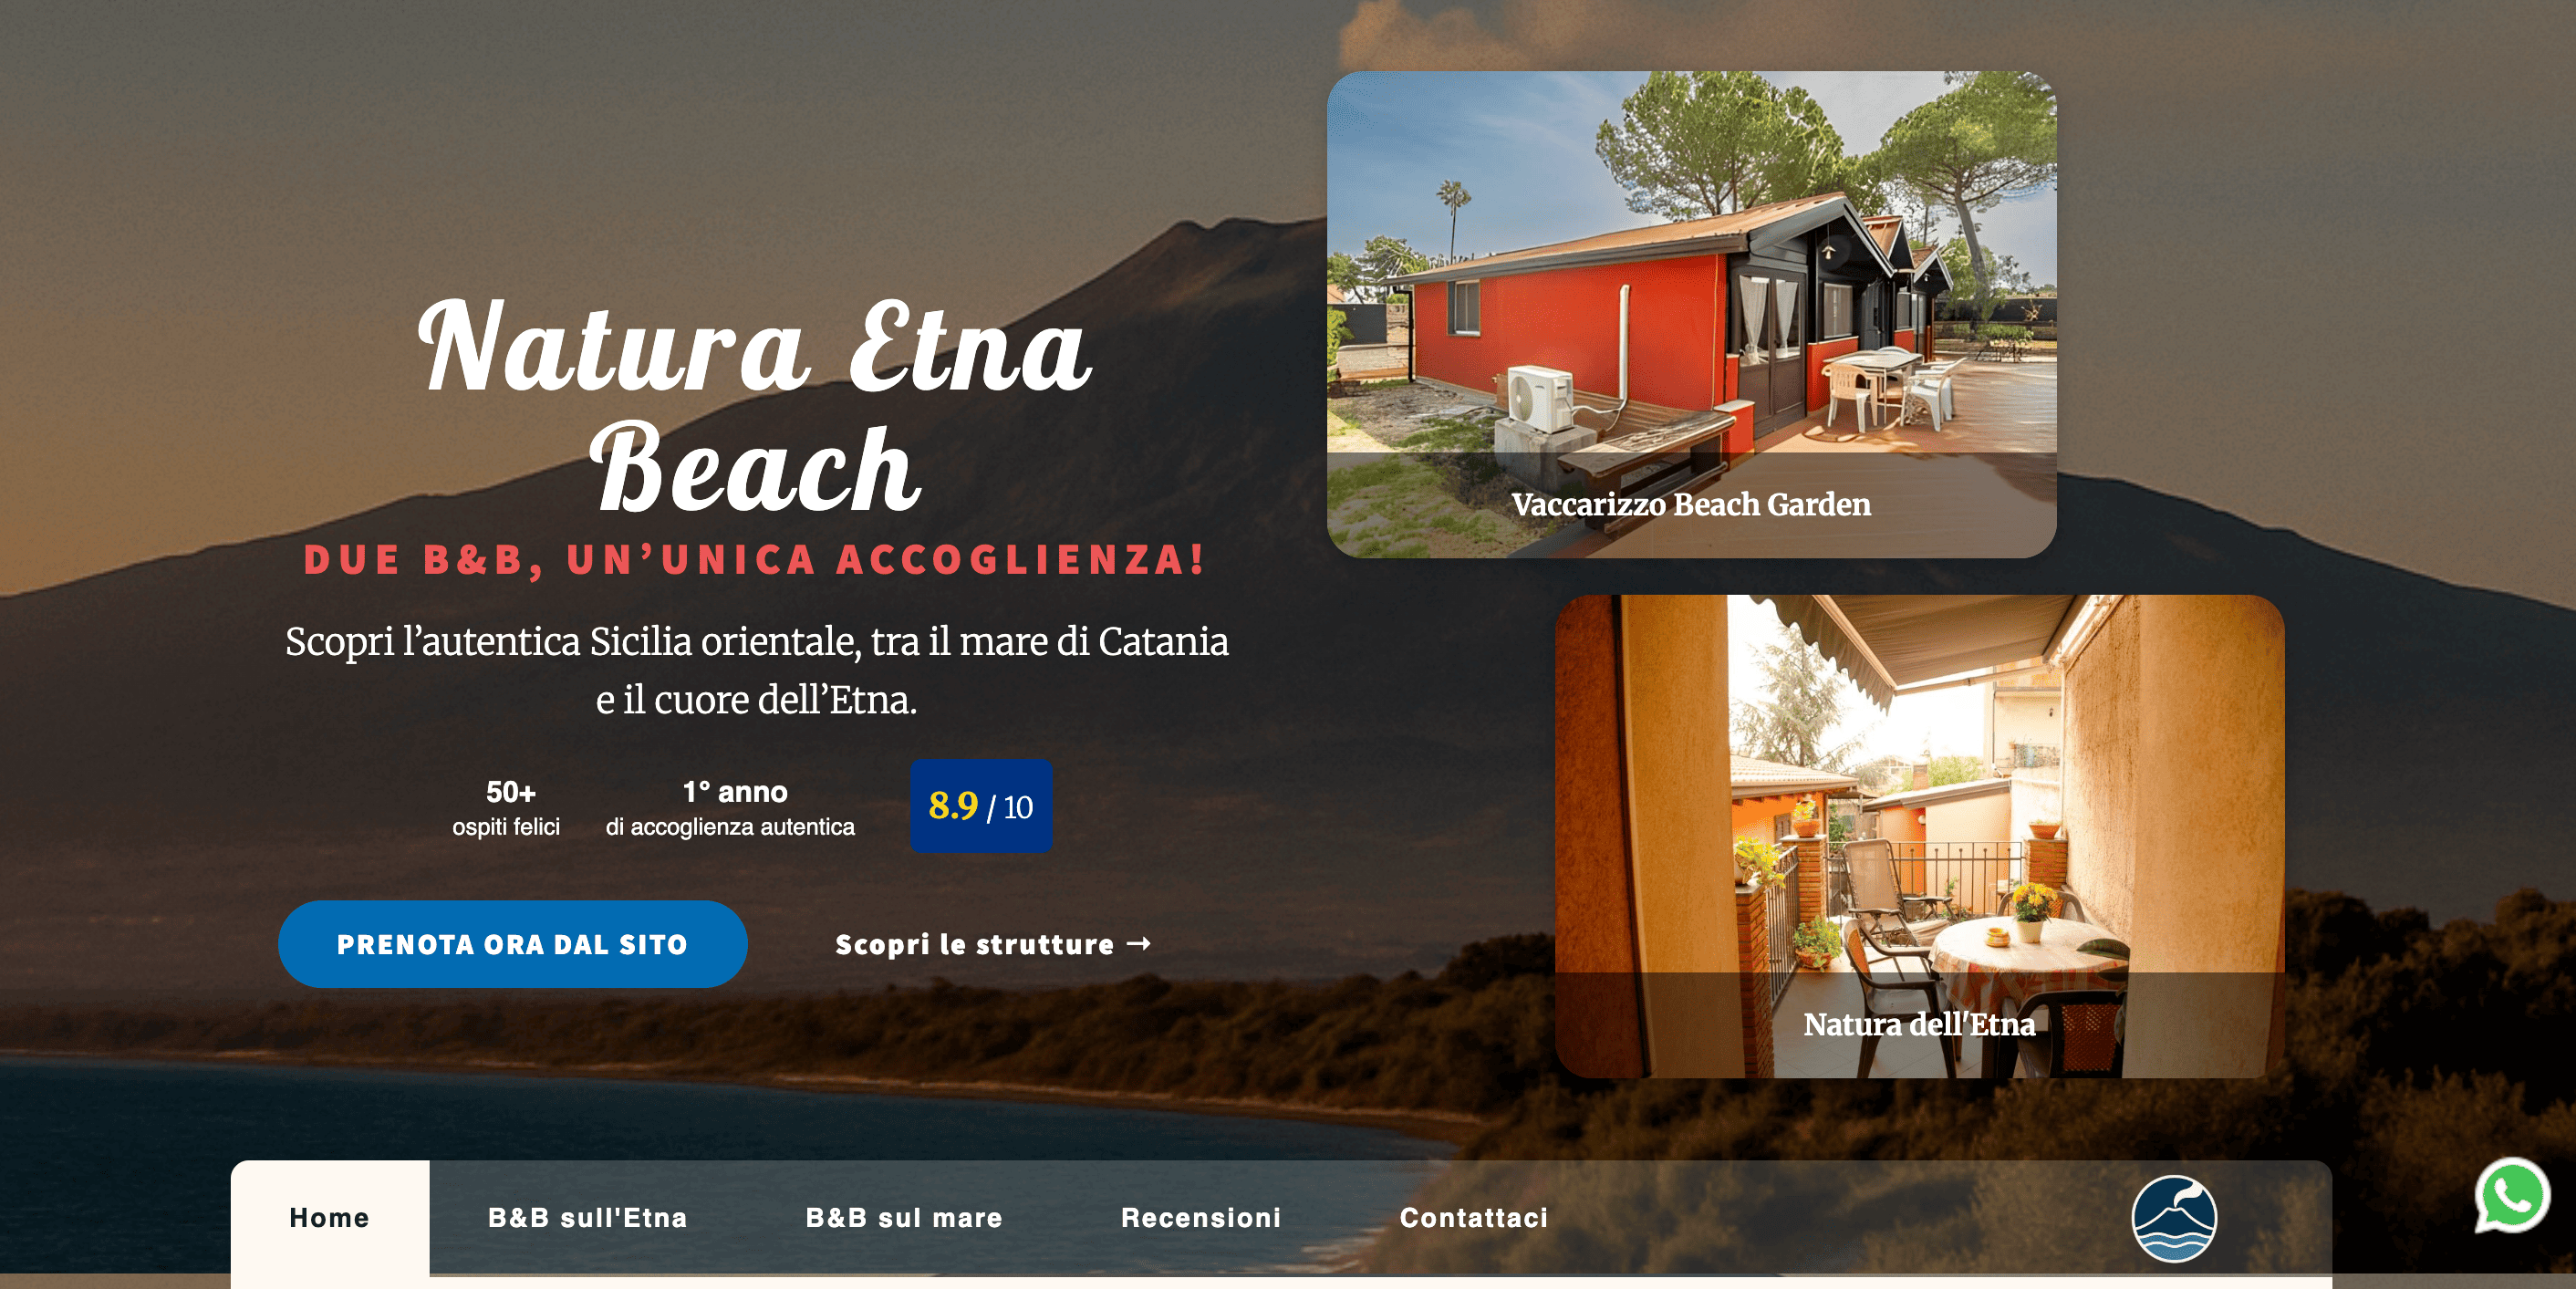 Natura Etna
Beach
DUE B&B, UN’UNICA ACCOGLIENZA!
Scopri l’autentica Sicilia orientale, tra il mare di Catania
e il cuore dell’Etna.
50+
ospiti felici
1° anno
di accoglienza autentica
8.9 / 10
PRENOTA ORA DAL SITO
Scopri le strutture →
Vaccarizzo Beach Garden
Natura dell'Etna
Home
B&B sull'Etna
B&B sul mare
Recensioni
Contattaci